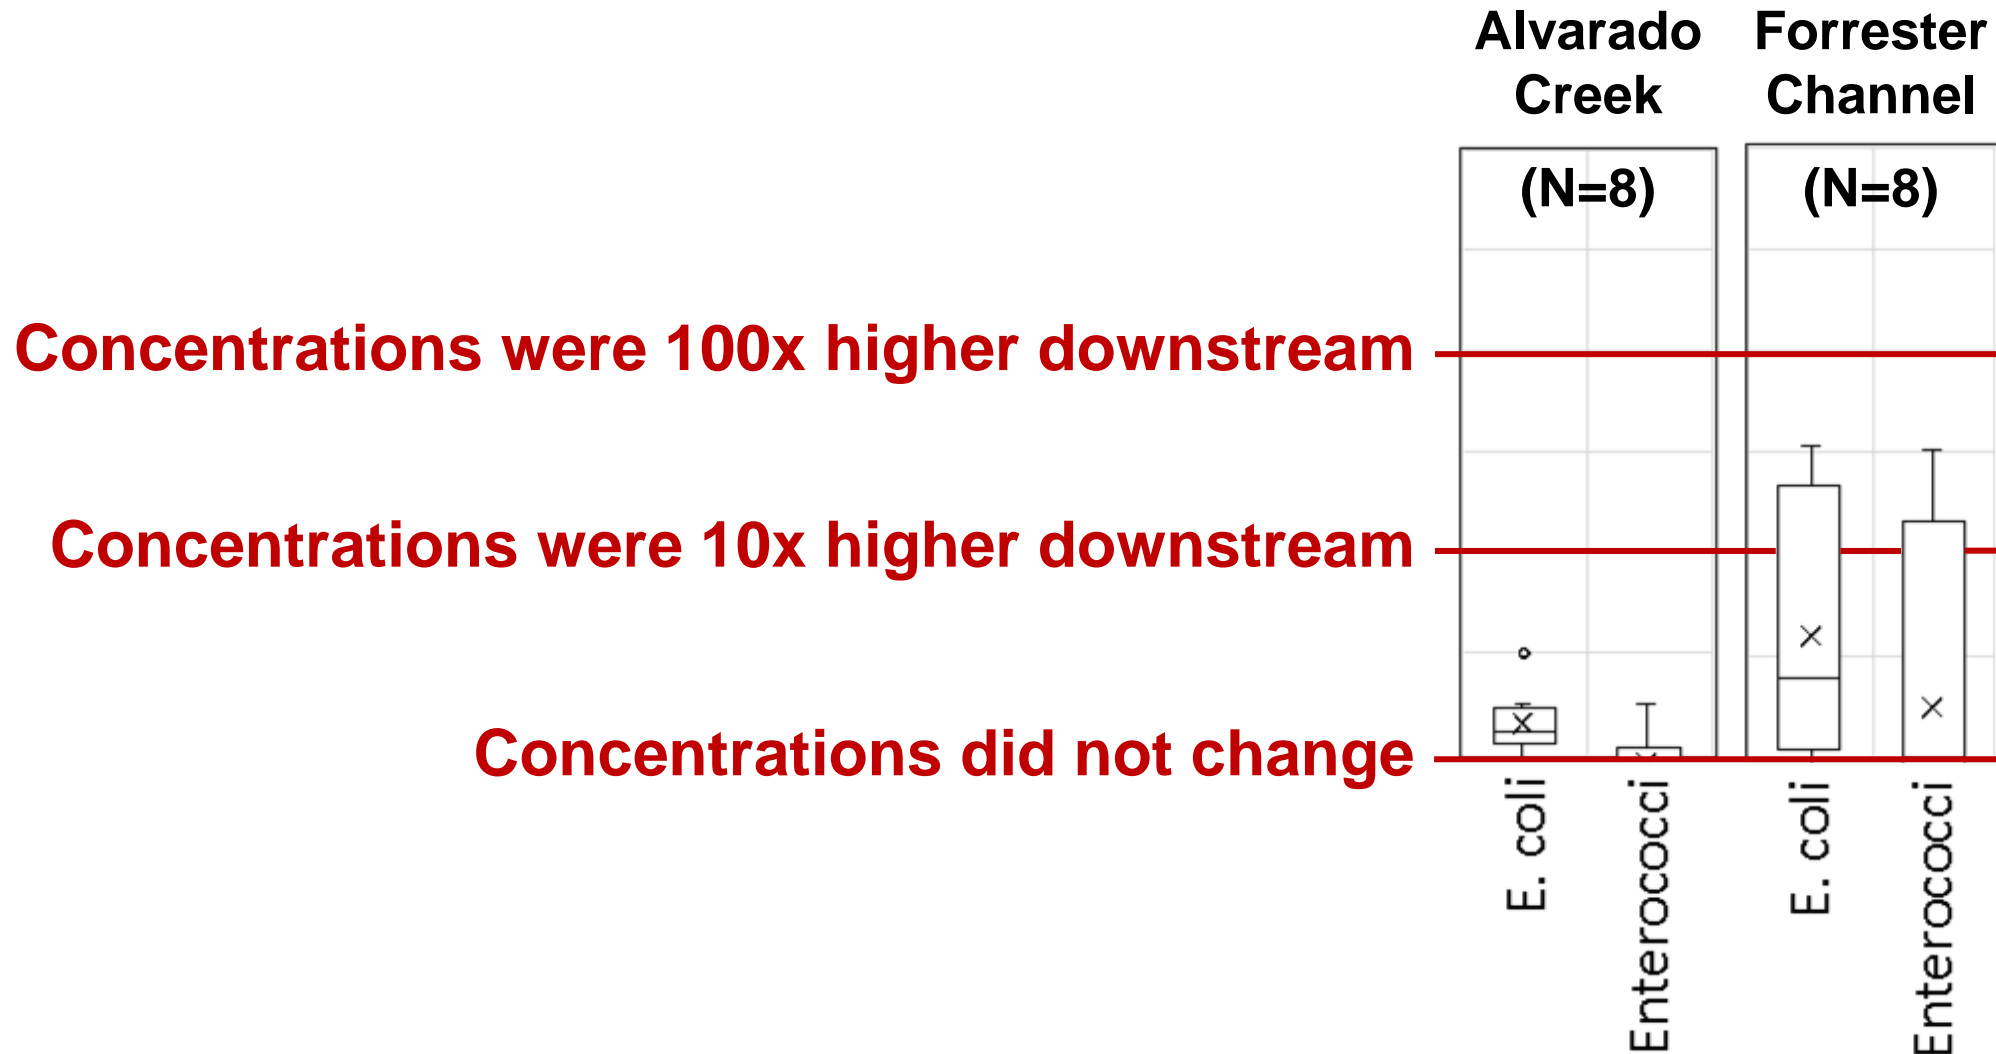 Alvarado Creek
Forrester Channel
(N=8)
(N=8)
Concentrations were 100x higher downstream
Concentrations were 10x higher downstream
Concentrations did not change
E. coli
Enterococci
E. coli
Enterococci